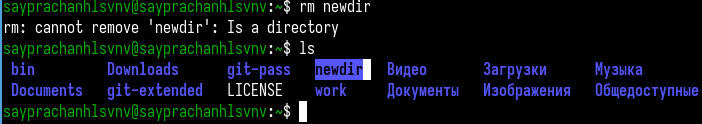 sayprachanhlsvnv@sayprachanhlsvnv:~$ rm newdir
rm: cannot remove 'newdir': Is a directory
sayprachanhlsvnv@sayprachanhlsvnv:~$ ls
bin Downloads git-pass newdir Видео Загрузки Музыка
Documents git-extended LICENSE work Документы Изображения Общедоступные
sayprachanhlsvnv@sayprachanhlsvnv:~$